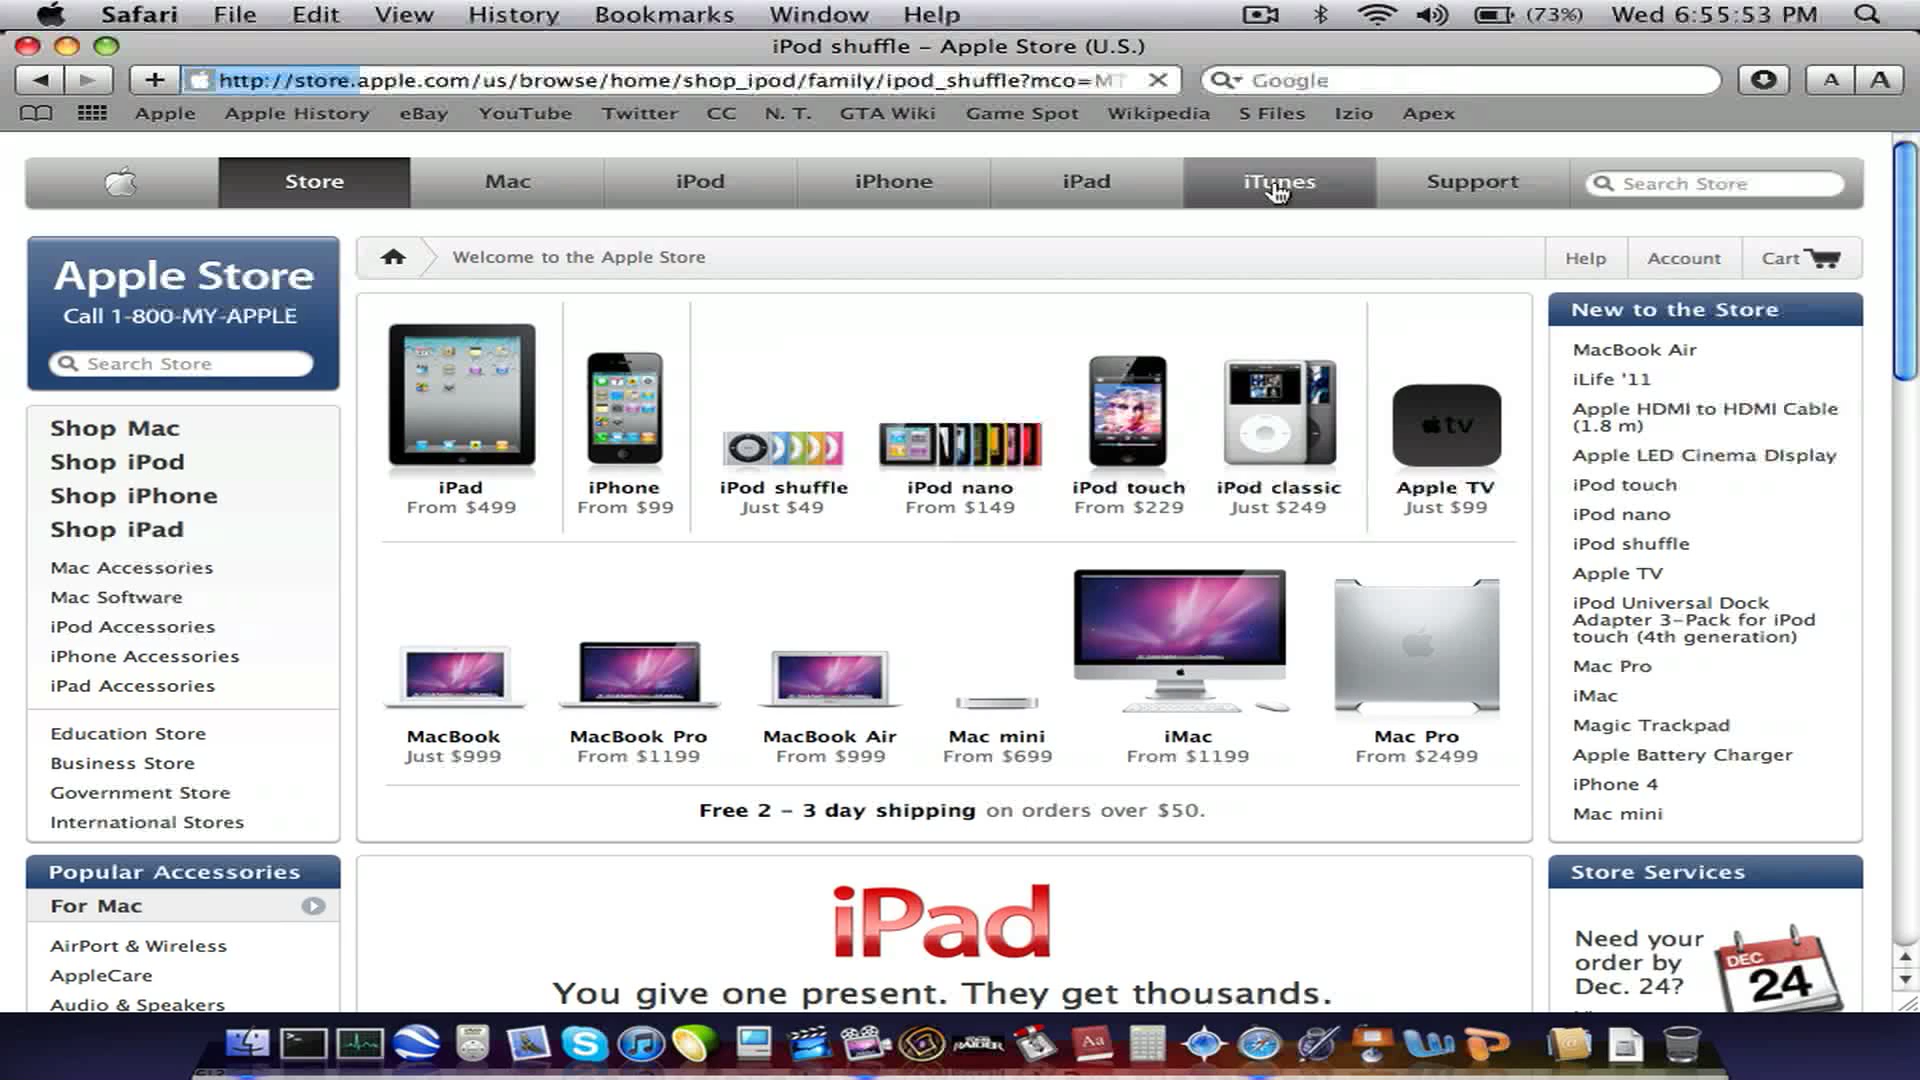 Safari File Edit View History Bookmarks Window Help (73%) Wed 6:55:53 PM
iPod shuffle – Apple Store (U.S.)
http://store.apple.com/us/browse/home/shop_ipod/family/ipod_shuffle?mco=MT Google A A
Apple Apple History eBay YouTube Twitter CC N. T. GTA Wiki Game Spot Wikipedia S Files Izio Apex
Store Mac iPod iPhone iPad iTunes Support Search Store
Apple Store
Call 1-800-MY-APPLE
Search Store
Shop Mac
Shop iPod
Shop iPhone
Shop iPad
Mac Accessories
Mac Software
iPod Accessories
iPhone Accessories
iPad Accessories
Education Store
Business Store
Government Store
International Stores
Popular Accessories
For Mac
AirPort & Wireless
AppleCare
Audio & Speakers
Welcome to the Apple Store Help Account Cart
tv
iPad iPhone iPod shuffle iPod nano iPod touch iPod classic Apple TV
From $499 From $99 Just $49 From $149 From $229 Just $249 Just $99
MacBook MacBook Pro MacBook Air Mac mini iMac Mac Pro
Just $999 From $1199 From $999 From $699 From $1199 From $2499
Free 2 – 3 day shipping on orders over $50.
iPad
You give one present. They get thousands.
New to the Store
MacBook Air
iLife '11
Apple HDMI to HDMI Cable
(1.8 m)
Apple LED Cinema DIsplay
iPod touch
iPod nano
iPod shuffle
Apple TV
iPod Universal Dock
Adapter 3-Pack for iPod
touch (4th generation)
Mac Pro
iMac
Magic Trackpad
Apple Battery Charger
iPhone 4
Mac mini
Store Services
Need your
order by
Dec. 24?
DEC
24
Aa